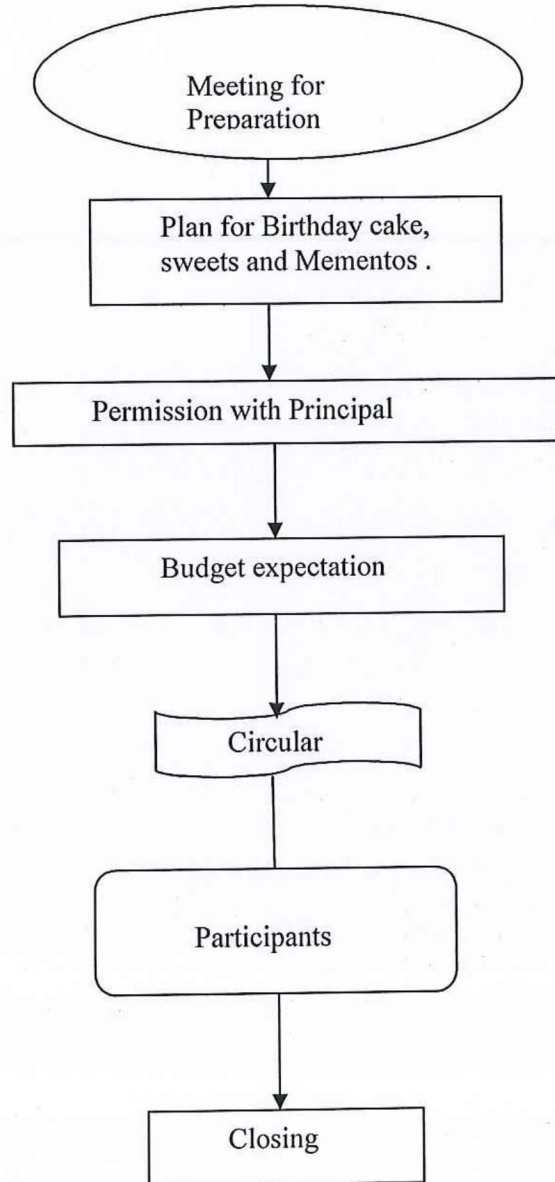 Meeting for
Preparation
Plan for Birthday cake,
sweets and Mementos .
Permission with Principal
Budget expectation
Circular
Participants
Closing